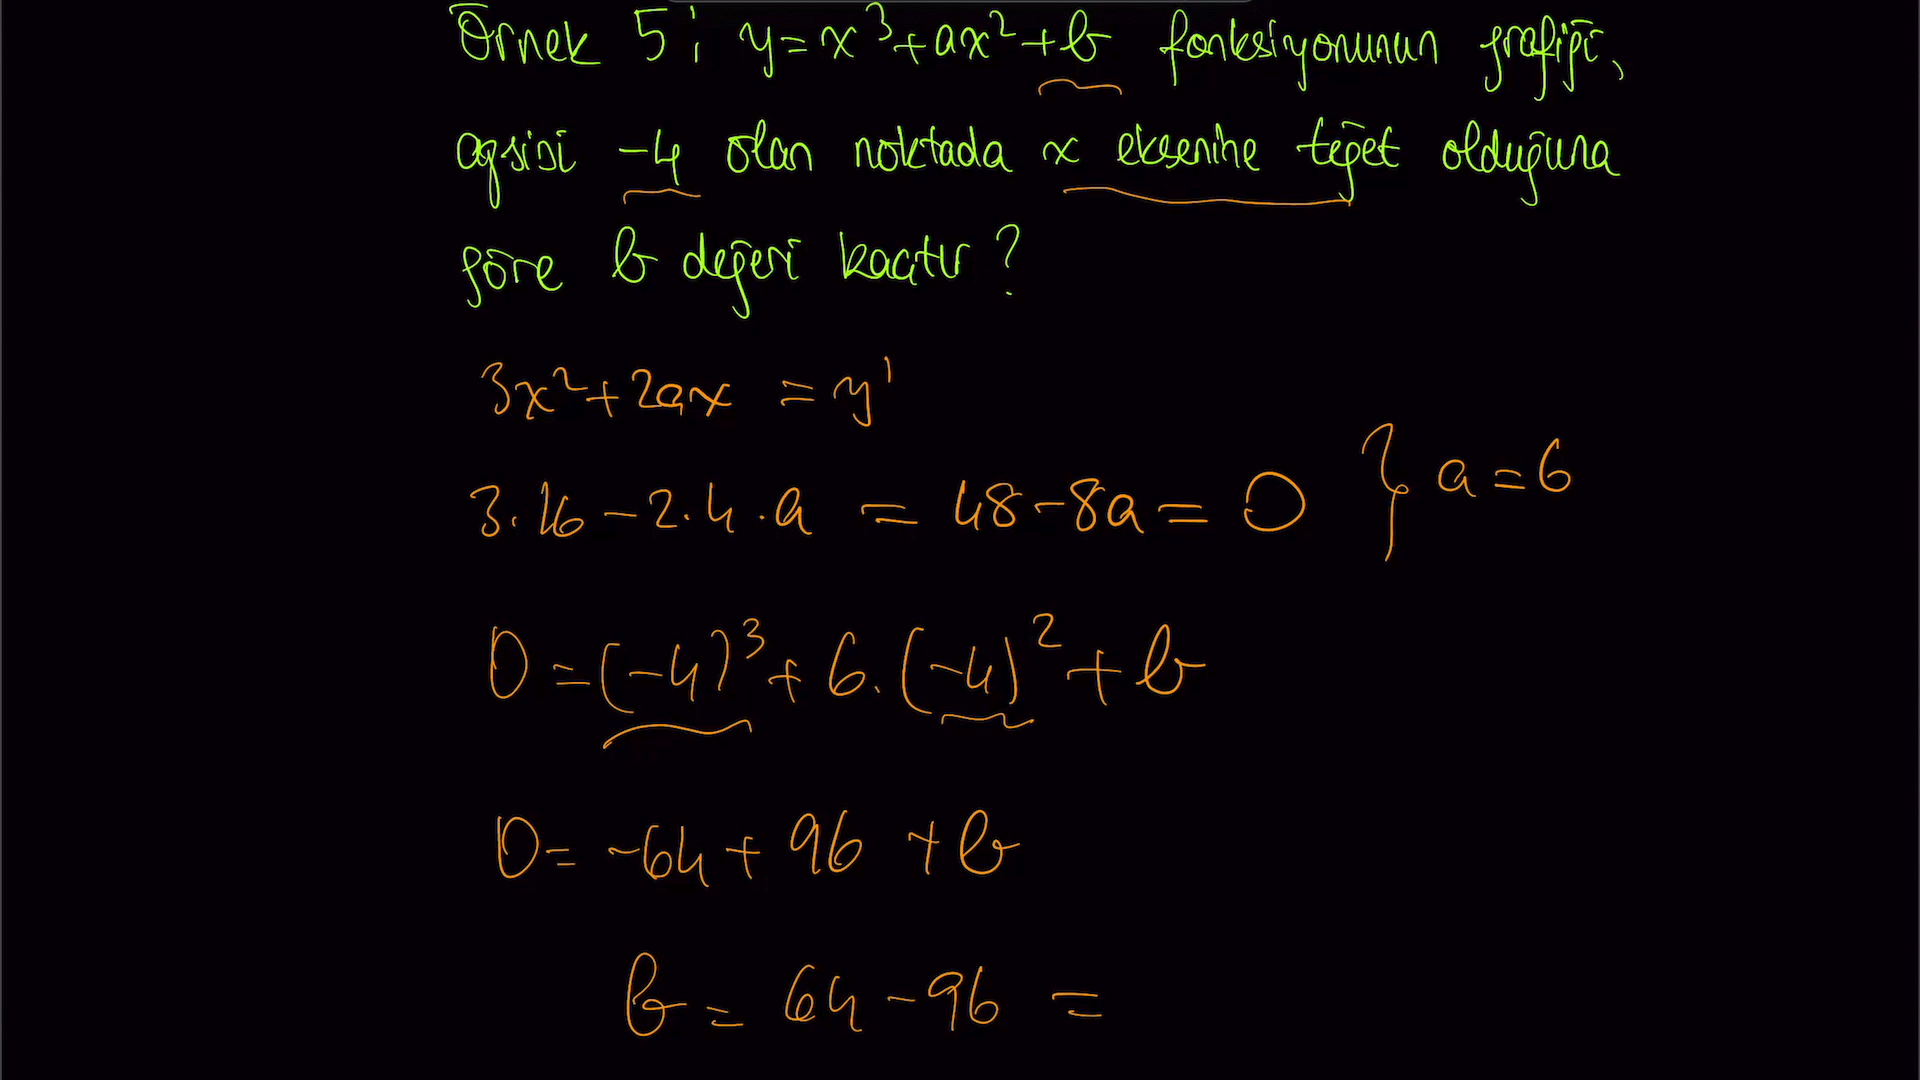 Örnek 5; y=x³+ax²+b fonksiyonunun grafiği,
apsisi -4 olan noktada x eksenine teğet olduğuna
göre b değeri kaçtır?
3x²+2ax = y'
3.16-2.4.a = 48-8a=0 } a=6
0=(-4)³+6.(-4)²+b
0=-64+96+b
b=64-96=